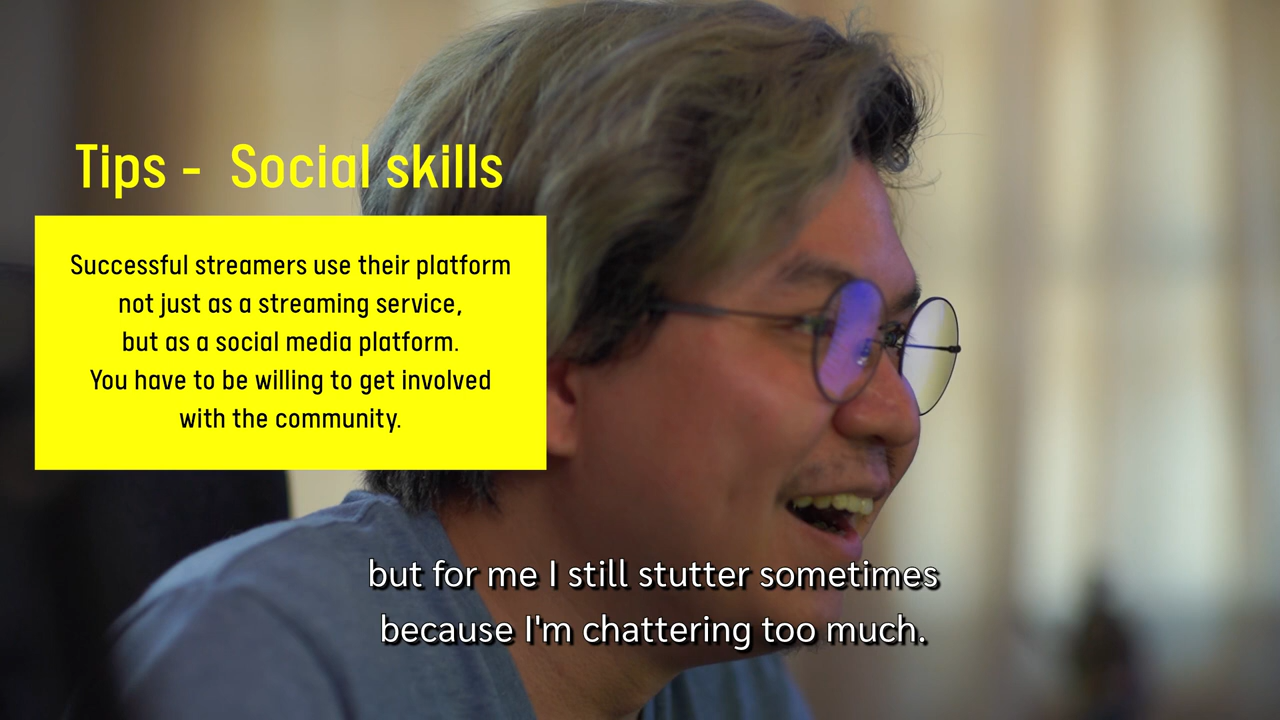 Tips - Social skills
Successful streamers use their platform
not just as a streaming service,
but as a social media platform.
You have to be willing to get involved
with the community.
but for me I still stutter sometimes
because I'm chattering too much.